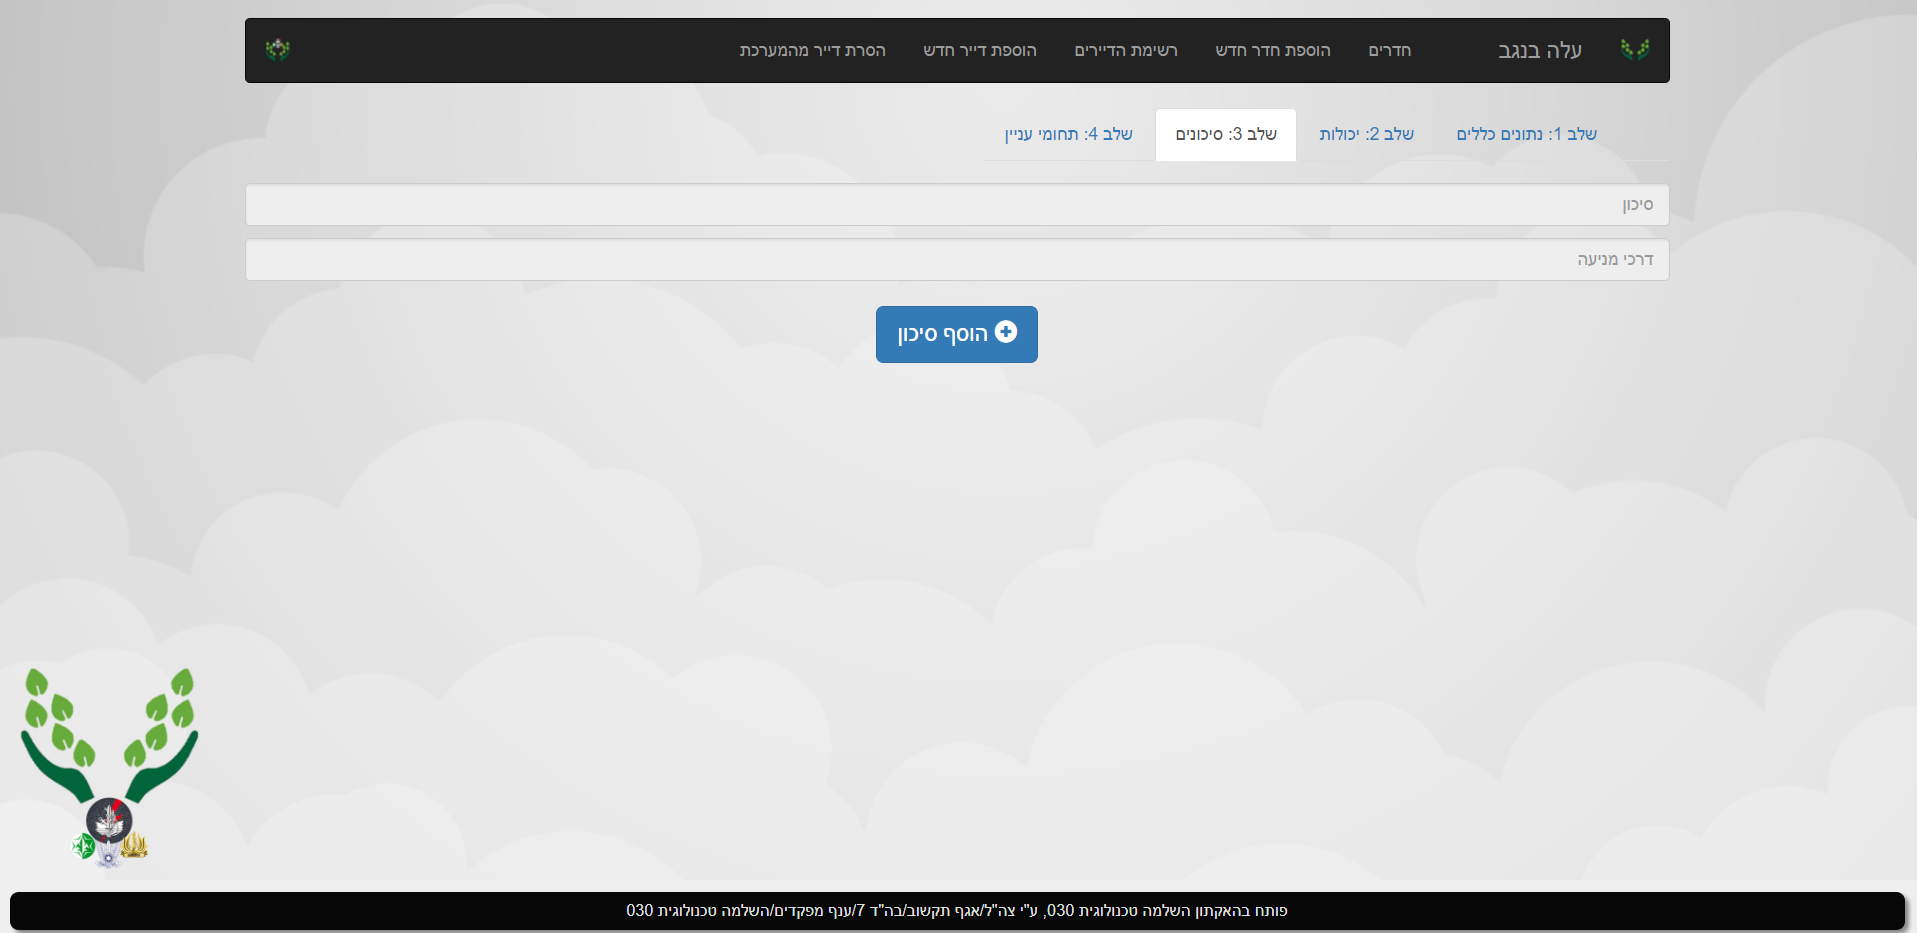 עלה בנגב
חדרים
הוספת חדר חדש
רשימת הדיירים
הוספת דייר חדש
הסרת דייר מהמערכת
שלב 1: נתונים כללים
שלב 2: יכולות
שלב 3: סיכונים
שלב 4: תחומי עניין
סיכון
דרכי מניעה
הוסף סיכון
פותח בהאקתון השלמה טכנולוגית 030, ע"י צה"ל/אגף תקשוב/בה"ד 7/ענף מפקדים/השלמה טכנולוגית 030